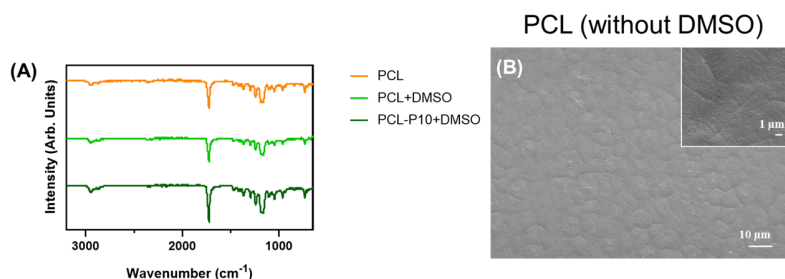 PCL (without DMSO)
(A)
Intensity (Arb. Units)
3000 2000 1000
Wavenumber (cm⁻¹)
PCL
PCL+DMSO
PCL-P10+DMSO
(B)
1 µm
10 µm